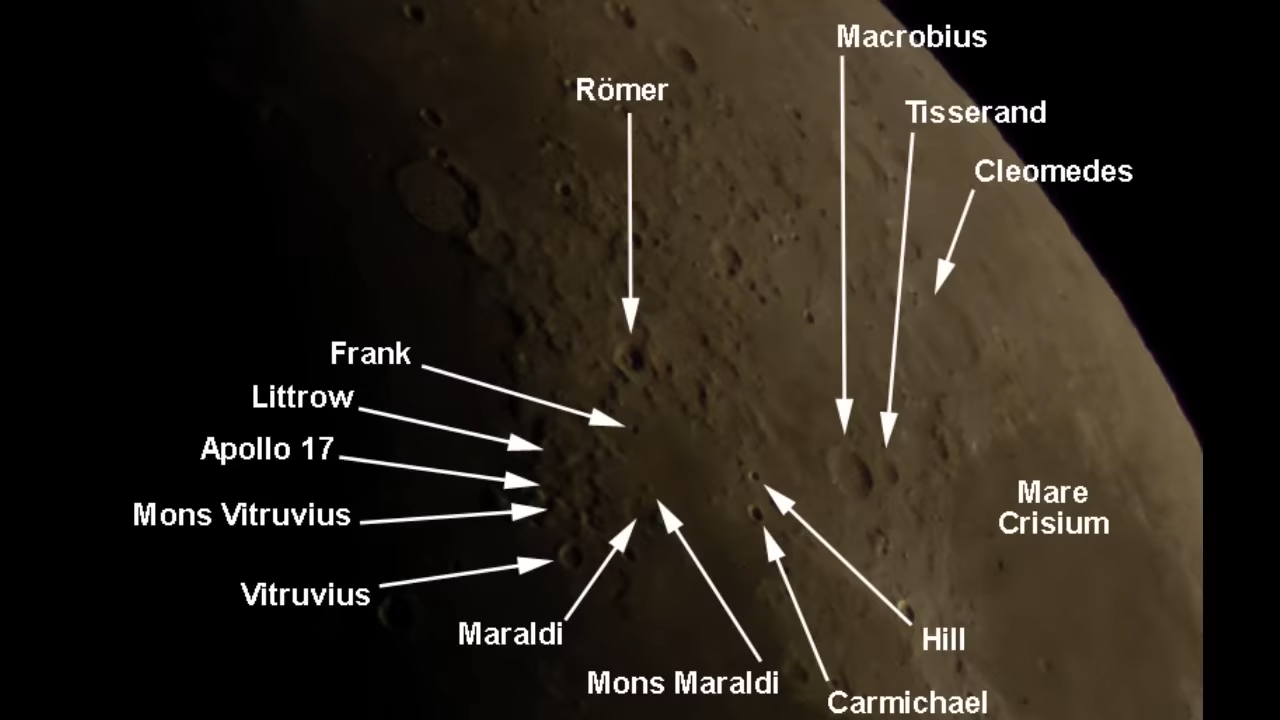 Macrobius
Römer
Tisserand
Cleomedes
Frank
Littrow
Apollo 17
Mons Vitruvius
Mare
Crisium
Vitruvius
Maraldi
Hill
Mons Maraldi
Carmichael